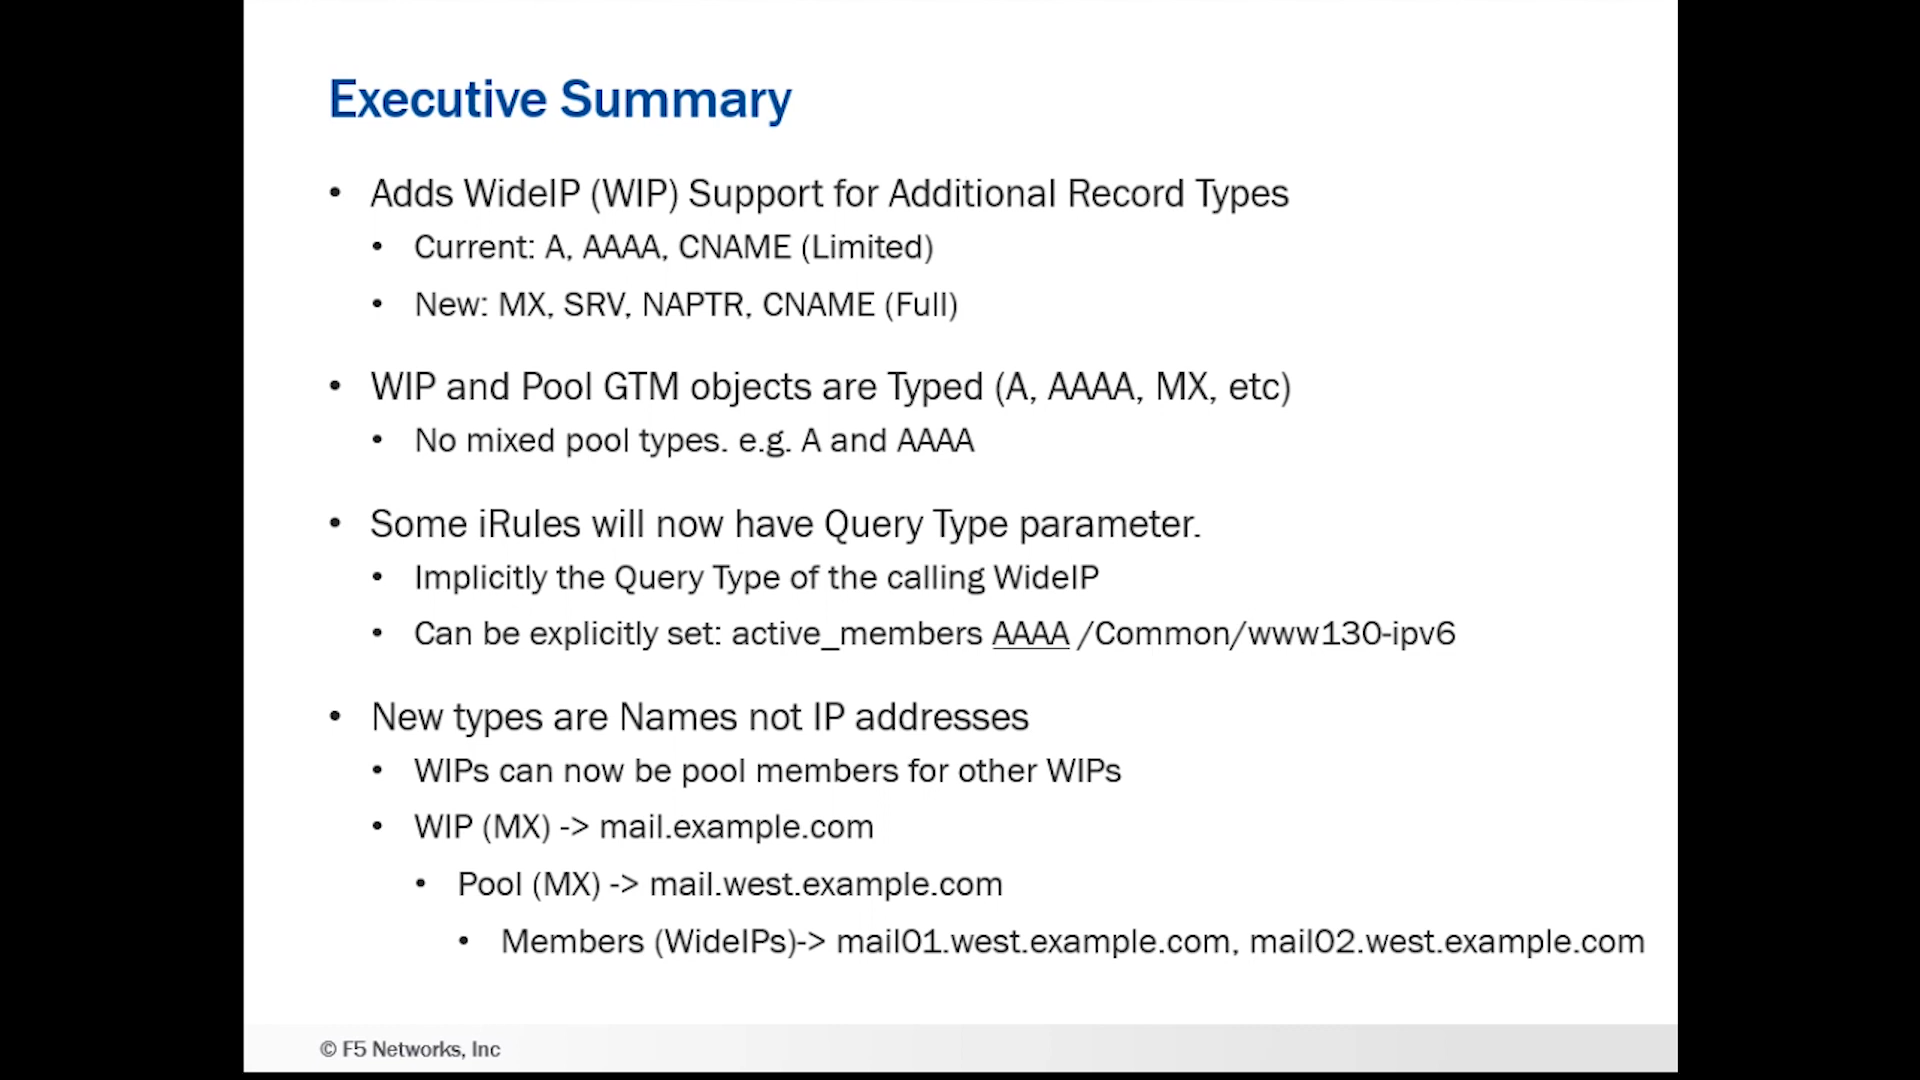 Executive Summary
• Adds WideIP (WIP) Support for Additional Record Types
• Current: A, AAAA, CNAME (Limited)
• New: MX, SRV, NAPTR, CNAME (Full)
• WIP and Pool GTM objects are Typed (A, AAAA, MX, etc)
• No mixed pool types. e.g. A and AAAA
• Some iRules will now have Query Type parameter.
• Implicitly the Query Type of the calling WideIP
• Can be explicitly set: active_members AAAA /Common/www130-ipv6
• New types are Names not IP addresses
• WIPs can now be pool members for other WIPs
• WIP (MX) -> mail.example.com
• Pool (MX) -> mail.west.example.com
• Members (WideIPs)-> mail01.west.example.com, mail02.west.example.com
© F5 Networks, Inc